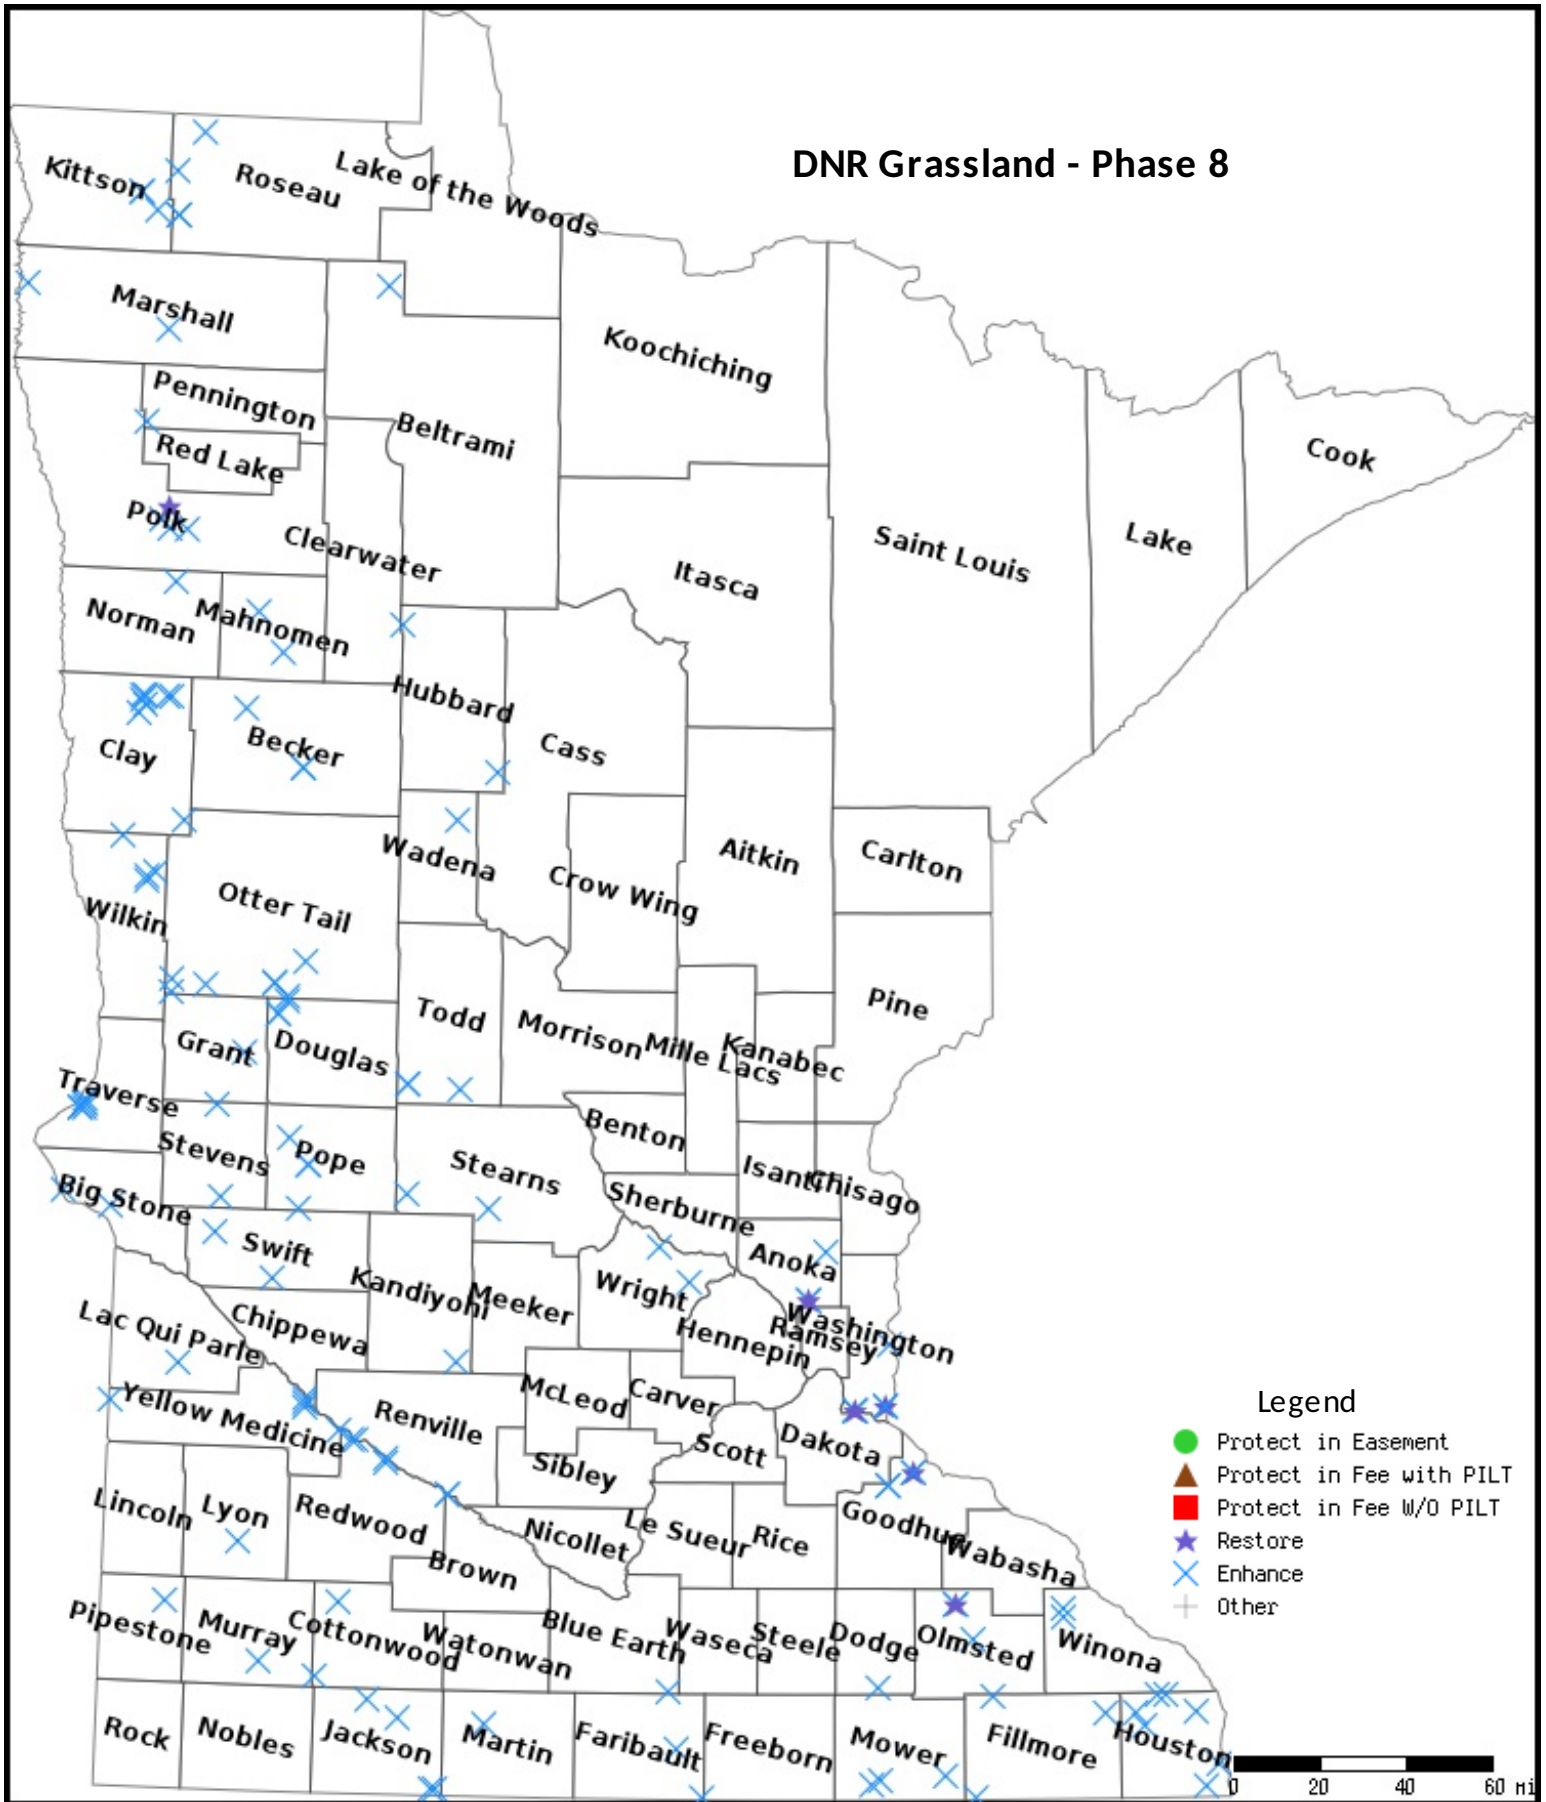 DNR Grassland - Phase 8
Kittson
Roseau
Lake of the Woods
Marshall
Koochiching
Pennington
Beltrami
Red Lake
Cook
Polk
Clearwater
Saint Louis
Lake
Itasca
Norman
Mahnomen
Hubbard
Cass
Clay
Becker
Wadena
Aitkin
Carlton
Crow Wing
Otter Tail
Wilkin
Pine
Todd
Morrison
Mille Lacs
Kanabec
Grant
Douglas
Traverse
Benton
Stevens
Pope
Stearns
Isanti
Chisago
Big Stone
Sherburne
Swift
Anoka
Kandiyohi
Meeker
Wright
Lac Qui Parle
Chippewa
Hennepin
Ramsey
Washington
Yellow Medicine
Renville
McLeod
Carver
Scott
Dakota
Sibley
Lincoln
Lyon
Redwood
Nicollet
Le Sueur
Rice
Goodhue
Wabasha
Brown
Pipestone
Murray
Cottonwood
Watonwan
Blue Earth
Waseca
Steele
Dodge
Olmsted
Winona
Rock
Nobles
Jackson
Martin
Faribault
Freeborn
Mower
Fillmore
Houston
Legend
Protect in Easement
Protect in Fee with PILT
Protect in Fee W/O PILT
Restore
Enhance
Other
0 20 40 60 mi